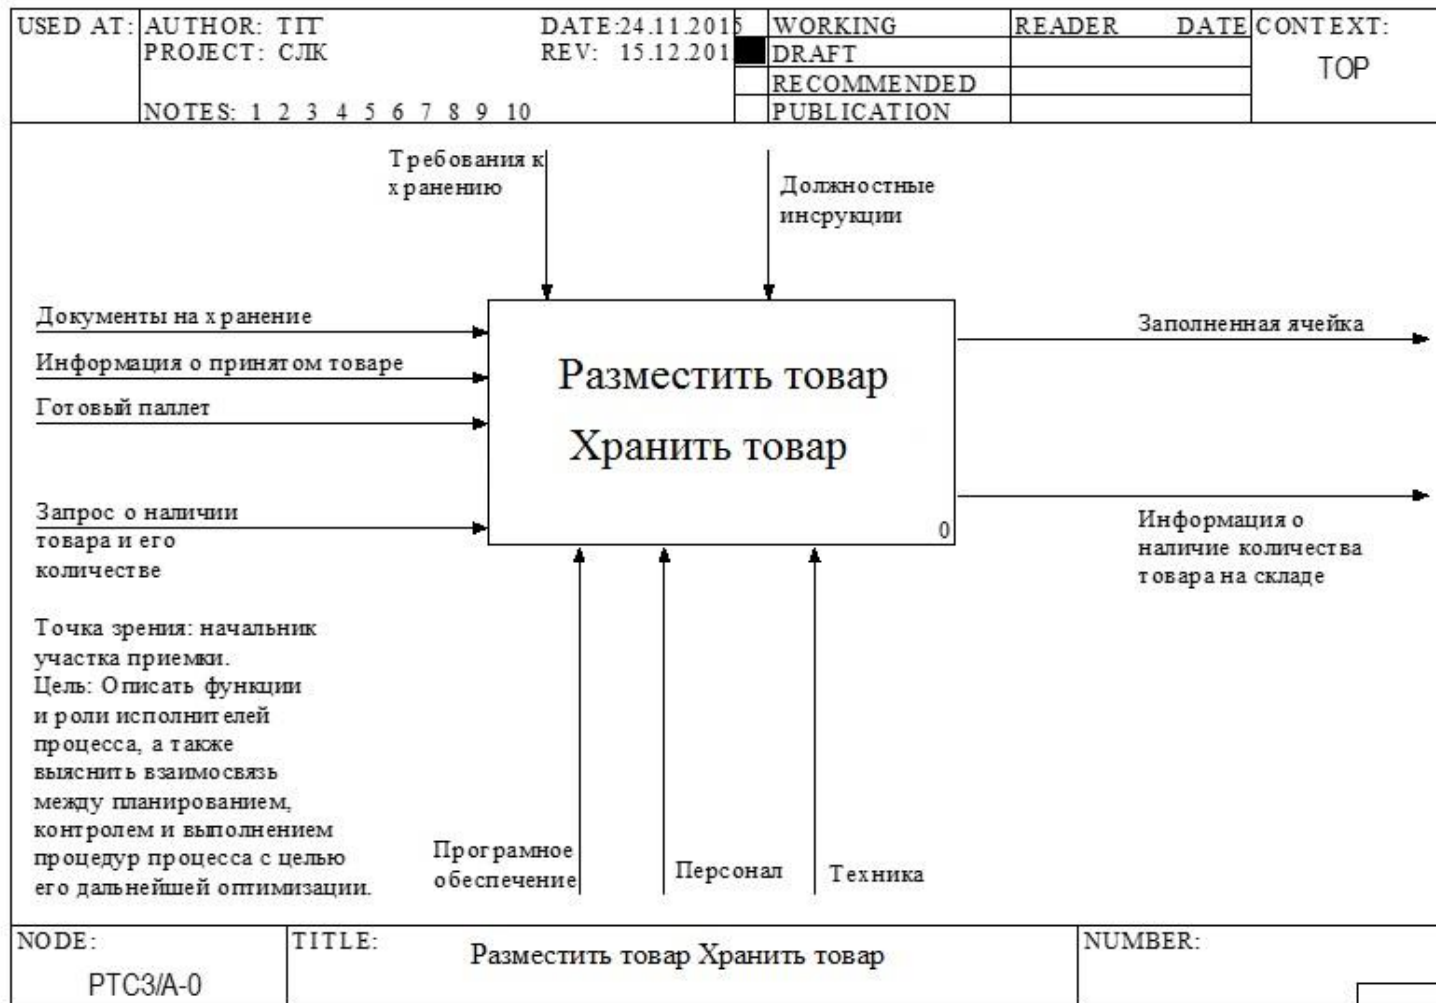 USED AT: AUTHOR: ТГГ DATE:24.11.2015 WORKING READER DATE CONTEXT:
PROJECT: СЛК REV: 15.12.201 DRAFT
TOP
RECOMMENDED
NOTES: 1 2 3 4 5 6 7 8 9 10 PUBLICATION
Требования к
хранению
Должностные
инсрукции
Документы на хранение
Информация о принятом товаре
Готовый паллет
Запрос о наличии
товара и его
количестве
Разместить товар
Хранить товар
0
Заполненная ячейка
Информация о
наличие количества
товара на складе
Точка зрения: начальник
участка приемки.
Цель: Описать функции
и роли исполнителей
процесса, а также
выяснить взаимосвязь
между планированием,
контролем и выполнением
процедур процесса с целью
его дальнейшей оптимизации.
Програмное
обеспечение
Персонал
Техника
NODE: TITLE: NUMBER:
PTC3/A-0
Разместить товар Хранить товар